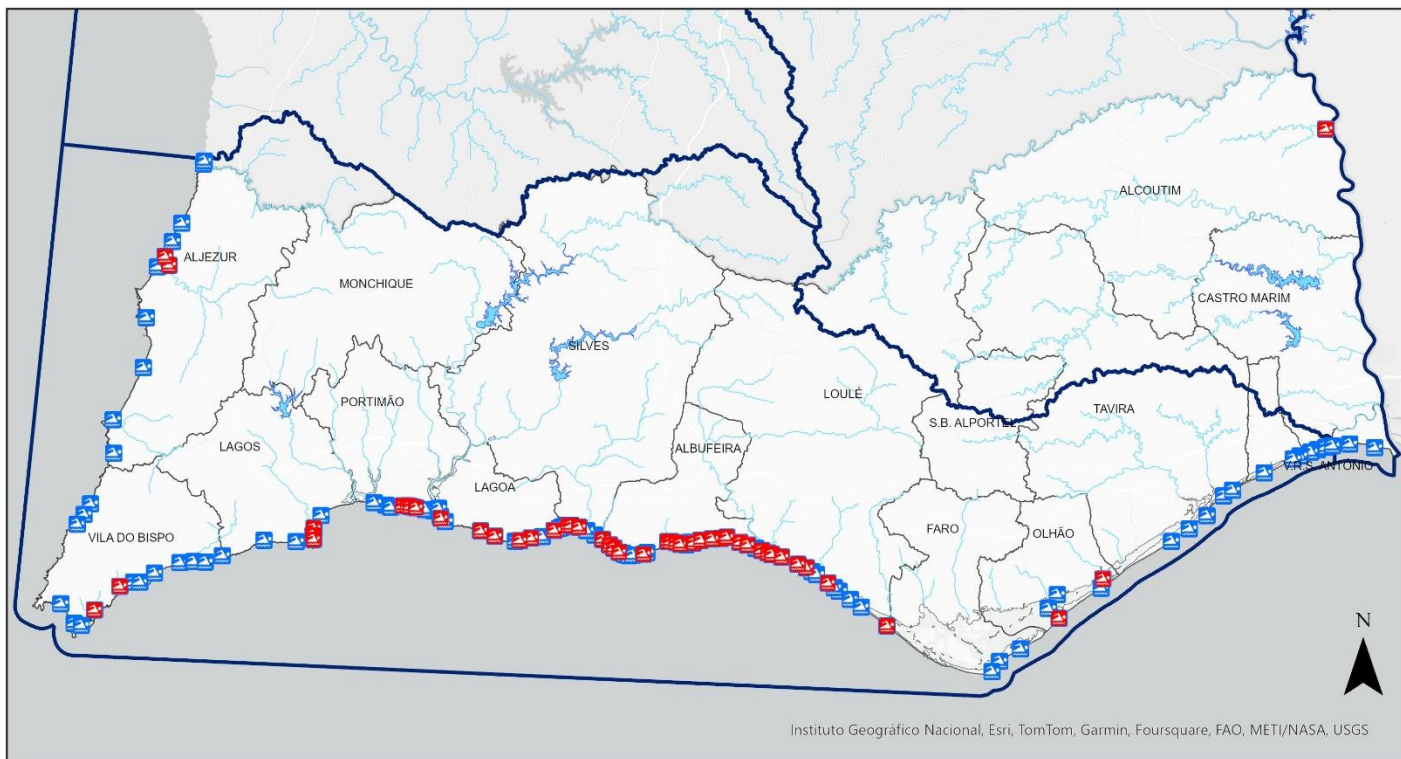 ALCOUTIM
ALJEZUR
MONCHIQUE
CASTRO MARIM
SILVES
PORTIMÃO
LOULÉ
TAVIRA
S.B. ALPORTEL
LAGOS
ALBUFEIRA
V.R.S. ANTÓNIO
LAGOA
FARO
OLHÃO
VILA DO BISPO
N
Instituto Geográfico Nacional, Esri, TomTom, Garmin, Foursquare, FAO, METI/NASA, USGS